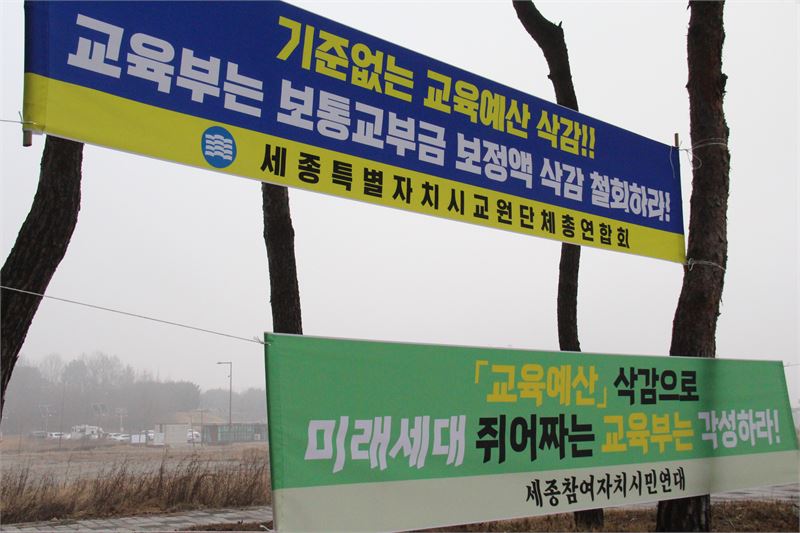 기준없는 교육예산 삭감!!
교육부는 보통교부금 보정액 삭감 철회하라!
세종특별자치시교원단체총연합회
「교육예산」 삭감으로
미래세대 쥐어짜는 교육부는 각성하라!
세종참여자치시민연대